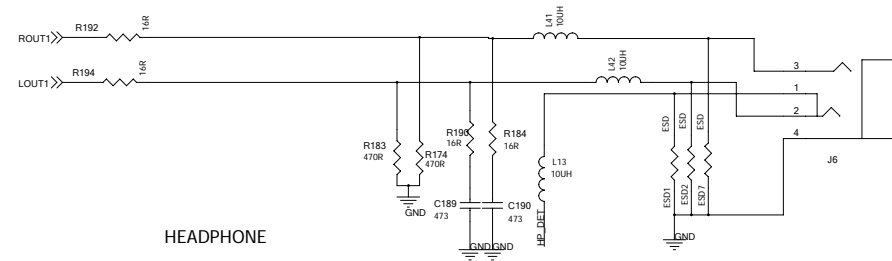 ROUT1
R192
16R
L41
10UH
LOUT1
R194
16R
L42
10UH
3
1
2
4
J6
R183
470R
R174
470R
R190
16R
R184
16R
L13
10UH
ESD
ESD
ESD
ESD1
ESD2
ESD7
C189
473
C190
473
GND
HP_DET
GND
GND
GND
HEADPHONE